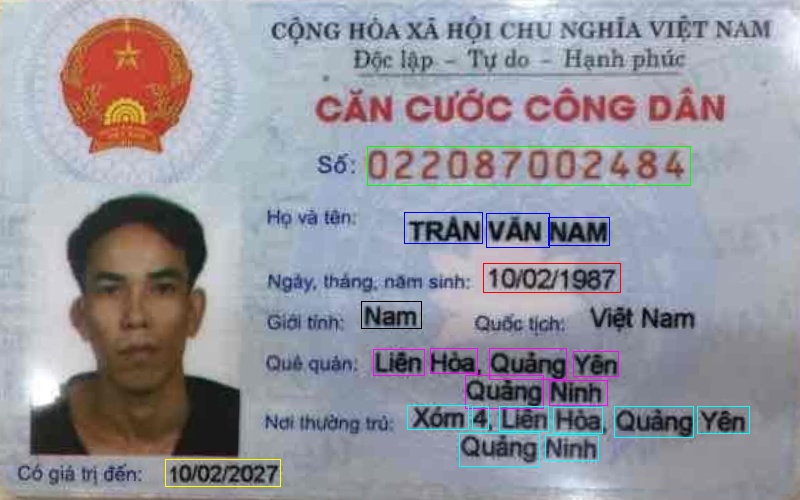 CỘNG HÒA XÃ HỘI CHU NGHĨA VIỆT NAM
Độc lập - Tự do - Hạnh phúc
CĂN CƯỚC CÔNG DÂN
Số: 022087002484
Họ và tên: TRẦN VĂN NAM
Ngày, tháng, năm sinh: 10/02/1987
Giới tính: Nam Quốc tịch: Việt Nam
Quê quán: Liên Hòa, Quảng Yên
Quảng Ninh
Nơi thường trú: Xóm 4, Liên Hòa, Quảng Yên
Quảng Ninh
Có giá trị đến: 10/02/2027